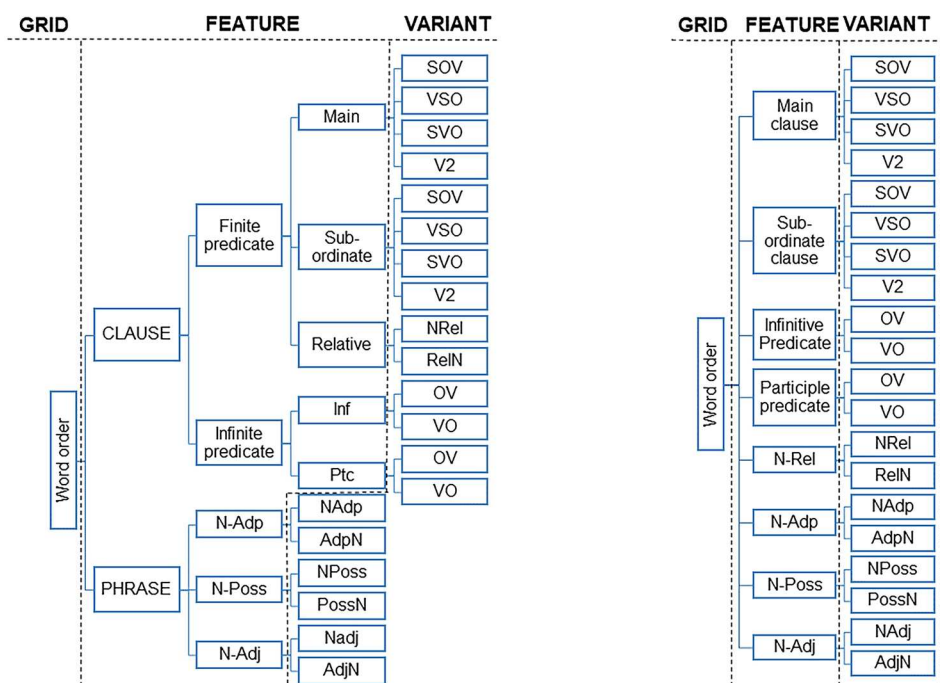 GRID
FEATURE
VARIANT
Word order
CLAUSE
Finite
predicate
Main
SOV
VSO
SVO
V2
Sub-
ordinate
SOV
VSO
SVO
V2
Relative
NRel
RelN
Infinite
predicate
Inf
OV
VO
Ptc
OV
VO
PHRASE
N-Adp
NAdp
AdpN
N-Poss
NPoss
PossN
N-Adj
Nadj
AdjN
GRID
FEATURE
VARIANT
Word order
Main
clause
SOV
VSO
SVO
V2
Sub-
ordinate
clause
SOV
VSO
SVO
V2
Infinitive
Predicate
OV
VO
Participle
predicate
OV
VO
N-Rel
NRel
RelN
N-Adp
NAdp
AdpN
N-Poss
NPoss
PossN
N-Adj
NAdj
AdjN